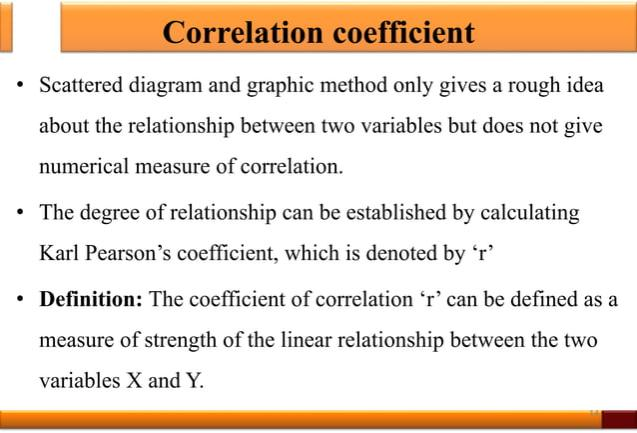 Correlation coefficient
• Scattered diagram and graphic method only gives a rough idea
about the relationship between two variables but does not give
numerical measure of correlation.
• The degree of relationship can be established by calculating
Karl Pearson’s coefficient, which is denoted by ‘r’
• Definition: The coefficient of correlation ‘r’ can be defined as a
measure of strength of the linear relationship between the two
variables X and Y.